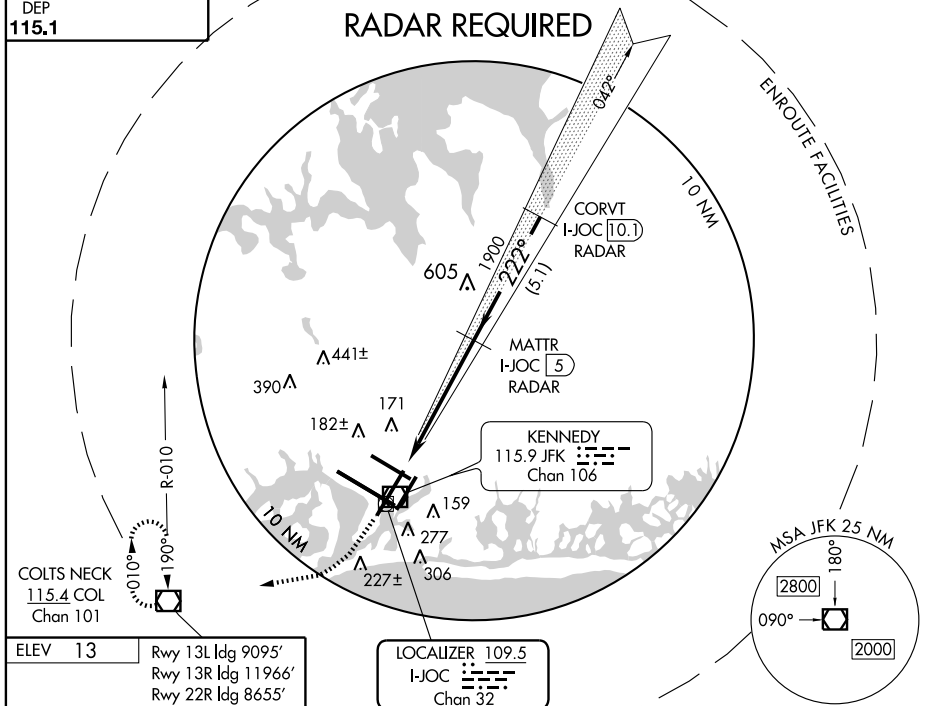 DEP
115.1
RADAR REQUIRED
ENROUTE FACILITIES
10 NM
042°
CORVT
I-JOC 10.1
RADAR
1900
222°
(5.1)
605
MATTR
I-JOC 5
RADAR
441±
390
171
182±
KENNEDY
115.9 JFK
Chan 106
R-010
159
277
306
227±
10 NM
010°
190°
COLTS NECK
115.4 COL
Chan 101
MSA JFK 25 NM
180°
2800
090°
2000
ELEV 13
Rwy 13L ldg 9095'
Rwy 13R ldg 11966'
Rwy 22R ldg 8655'
LOCALIZER 109.5
I-JOC
Chan 32